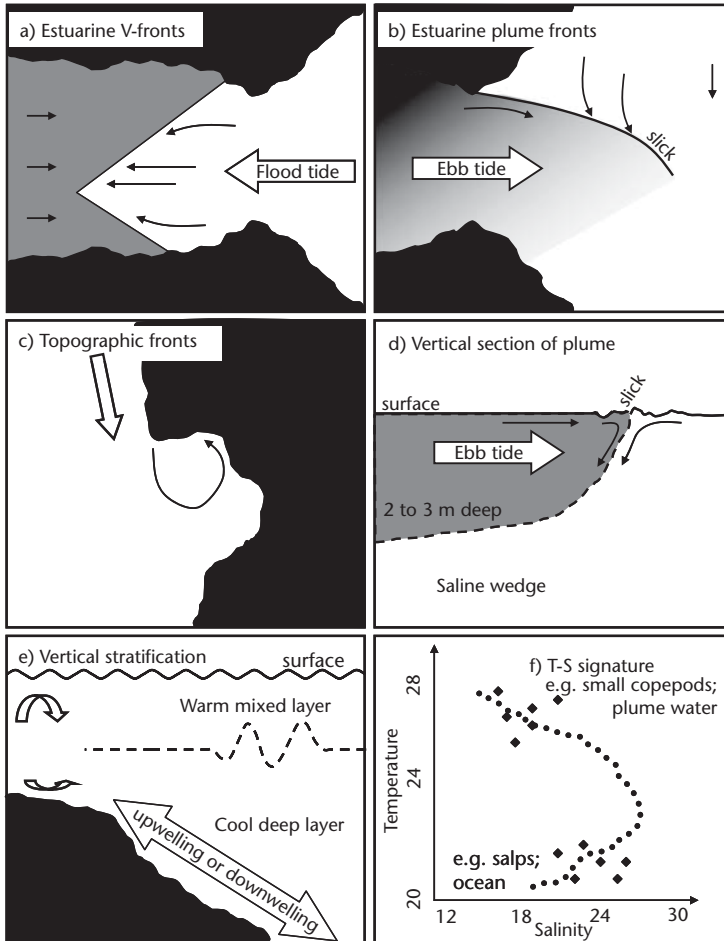 a) Estuarine V-fronts
Flood tide
b) Estuarine plume fronts
slick
Ebb tide
c) Topographic fronts
d) Vertical section of plume
slick
surface
Ebb tide
2 to 3 m deep
Saline wedge
e) Vertical stratification
surface
Warm mixed layer
Cool deep layer
upwelling or downwelling
f) T-S signature
e.g. small copepods;
plume water
28
24
20
Temperature
e.g. salps;
ocean
12 18 24 30
Salinity